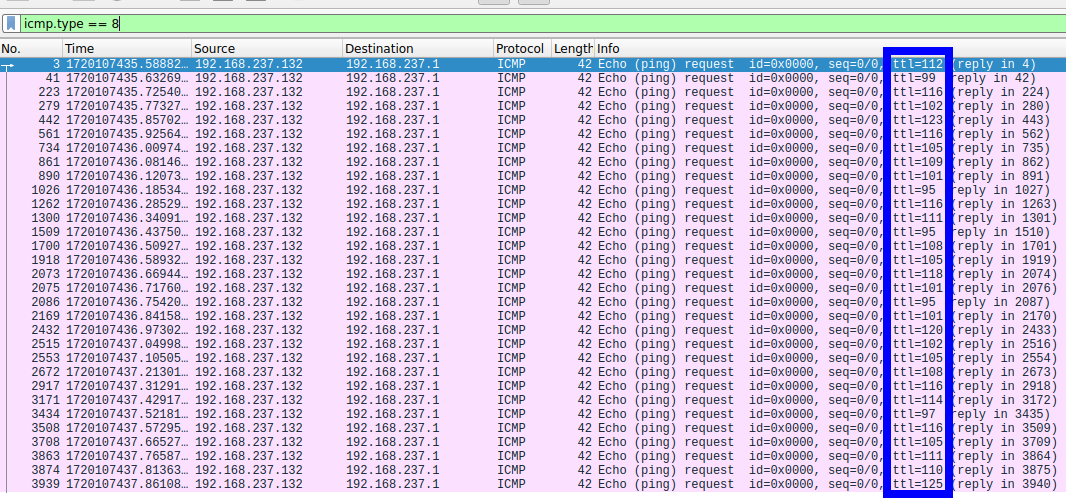 icmp.type == 8
No. Time Source Destination Protocol Length Info
3 1720107435.58882… 192.168.237.132 192.168.237.1 ICMP 42 Echo (ping) request id=0x0000, seq=0/0, ttl=112 (reply in 4)
41 1720107435.63269… 192.168.237.132 192.168.237.1 ICMP 42 Echo (ping) request id=0x0000, seq=0/0, ttl=99 (reply in 42)
223 1720107435.72540… 192.168.237.132 192.168.237.1 ICMP 42 Echo (ping) request id=0x0000, seq=0/0, ttl=116 (reply in 224)
279 1720107435.77327… 192.168.237.132 192.168.237.1 ICMP 42 Echo (ping) request id=0x0000, seq=0/0, ttl=102 (reply in 280)
442 1720107435.85702… 192.168.237.132 192.168.237.1 ICMP 42 Echo (ping) request id=0x0000, seq=0/0, ttl=123 (reply in 443)
561 1720107435.92564… 192.168.237.132 192.168.237.1 ICMP 42 Echo (ping) request id=0x0000, seq=0/0, ttl=116 (reply in 562)
734 1720107436.00974… 192.168.237.132 192.168.237.1 ICMP 42 Echo (ping) request id=0x0000, seq=0/0, ttl=105 (reply in 735)
861 1720107436.08146… 192.168.237.132 192.168.237.1 ICMP 42 Echo (ping) request id=0x0000, seq=0/0, ttl=109 (reply in 862)
890 1720107436.12073… 192.168.237.132 192.168.237.1 ICMP 42 Echo (ping) request id=0x0000, seq=0/0, ttl=101 (reply in 891)
1026 1720107436.18534… 192.168.237.132 192.168.237.1 ICMP 42 Echo (ping) request id=0x0000, seq=0/0, ttl=95 reply in 1027)
1262 1720107436.28529… 192.168.237.132 192.168.237.1 ICMP 42 Echo (ping) request id=0x0000, seq=0/0, ttl=116 (reply in 1263)
1300 1720107436.34091… 192.168.237.132 192.168.237.1 ICMP 42 Echo (ping) request id=0x0000, seq=0/0, ttl=111 (reply in 1301)
1509 1720107436.43750… 192.168.237.132 192.168.237.1 ICMP 42 Echo (ping) request id=0x0000, seq=0/0, ttl=95 (reply in 1510)
1700 1720107436.50927… 192.168.237.132 192.168.237.1 ICMP 42 Echo (ping) request id=0x0000, seq=0/0, ttl=108 (reply in 1701)
1918 1720107436.58932… 192.168.237.132 192.168.237.1 ICMP 42 Echo (ping) request id=0x0000, seq=0/0, ttl=105 (reply in 1919)
2073 1720107436.66944… 192.168.237.132 192.168.237.1 ICMP 42 Echo (ping) request id=0x0000, seq=0/0, ttl=118 (reply in 2074)
2075 1720107436.71760… 192.168.237.132 192.168.237.1 ICMP 42 Echo (ping) request id=0x0000, seq=0/0, ttl=101 (reply in 2076)
2086 1720107436.75420… 192.168.237.132 192.168.237.1 ICMP 42 Echo (ping) request id=0x0000, seq=0/0, ttl=95 reply in 2087)
2169 1720107436.84158… 192.168.237.132 192.168.237.1 ICMP 42 Echo (ping) request id=0x0000, seq=0/0, ttl=101 (reply in 2170)
2432 1720107436.97302… 192.168.237.132 192.168.237.1 ICMP 42 Echo (ping) request id=0x0000, seq=0/0, ttl=120 (reply in 2433)
2515 1720107437.04998… 192.168.237.132 192.168.237.1 ICMP 42 Echo (ping) request id=0x0000, seq=0/0, ttl=102 (reply in 2516)
2553 1720107437.10505… 192.168.237.132 192.168.237.1 ICMP 42 Echo (ping) request id=0x0000, seq=0/0, ttl=105 (reply in 2554)
2672 1720107437.21301… 192.168.237.132 192.168.237.1 ICMP 42 Echo (ping) request id=0x0000, seq=0/0, ttl=108 (reply in 2673)
2917 1720107437.31291… 192.168.237.132 192.168.237.1 ICMP 42 Echo (ping) request id=0x0000, seq=0/0, ttl=116 (reply in 2918)
3171 1720107437.42917… 192.168.237.132 192.168.237.1 ICMP 42 Echo (ping) request id=0x0000, seq=0/0, ttl=114 (reply in 3172)
3434 1720107437.52181… 192.168.237.132 192.168.237.1 ICMP 42 Echo (ping) request id=0x0000, seq=0/0, ttl=97 reply in 3435)
3508 1720107437.57295… 192.168.237.132 192.168.237.1 ICMP 42 Echo (ping) request id=0x0000, seq=0/0, ttl=116 (reply in 3509)
3708 1720107437.66527… 192.168.237.132 192.168.237.1 ICMP 42 Echo (ping) request id=0x0000, seq=0/0, ttl=105 (reply in 3709)
3863 1720107437.76587… 192.168.237.132 192.168.237.1 ICMP 42 Echo (ping) request id=0x0000, seq=0/0, ttl=111 (reply in 3864)
3874 1720107437.81363… 192.168.237.132 192.168.237.1 ICMP 42 Echo (ping) request id=0x0000, seq=0/0, ttl=110 (reply in 3875)
3939 1720107437.86108… 192.168.237.132 192.168.237.1 ICMP 42 Echo (ping) request id=0x0000, seq=0/0, ttl=125 (reply in 3940)